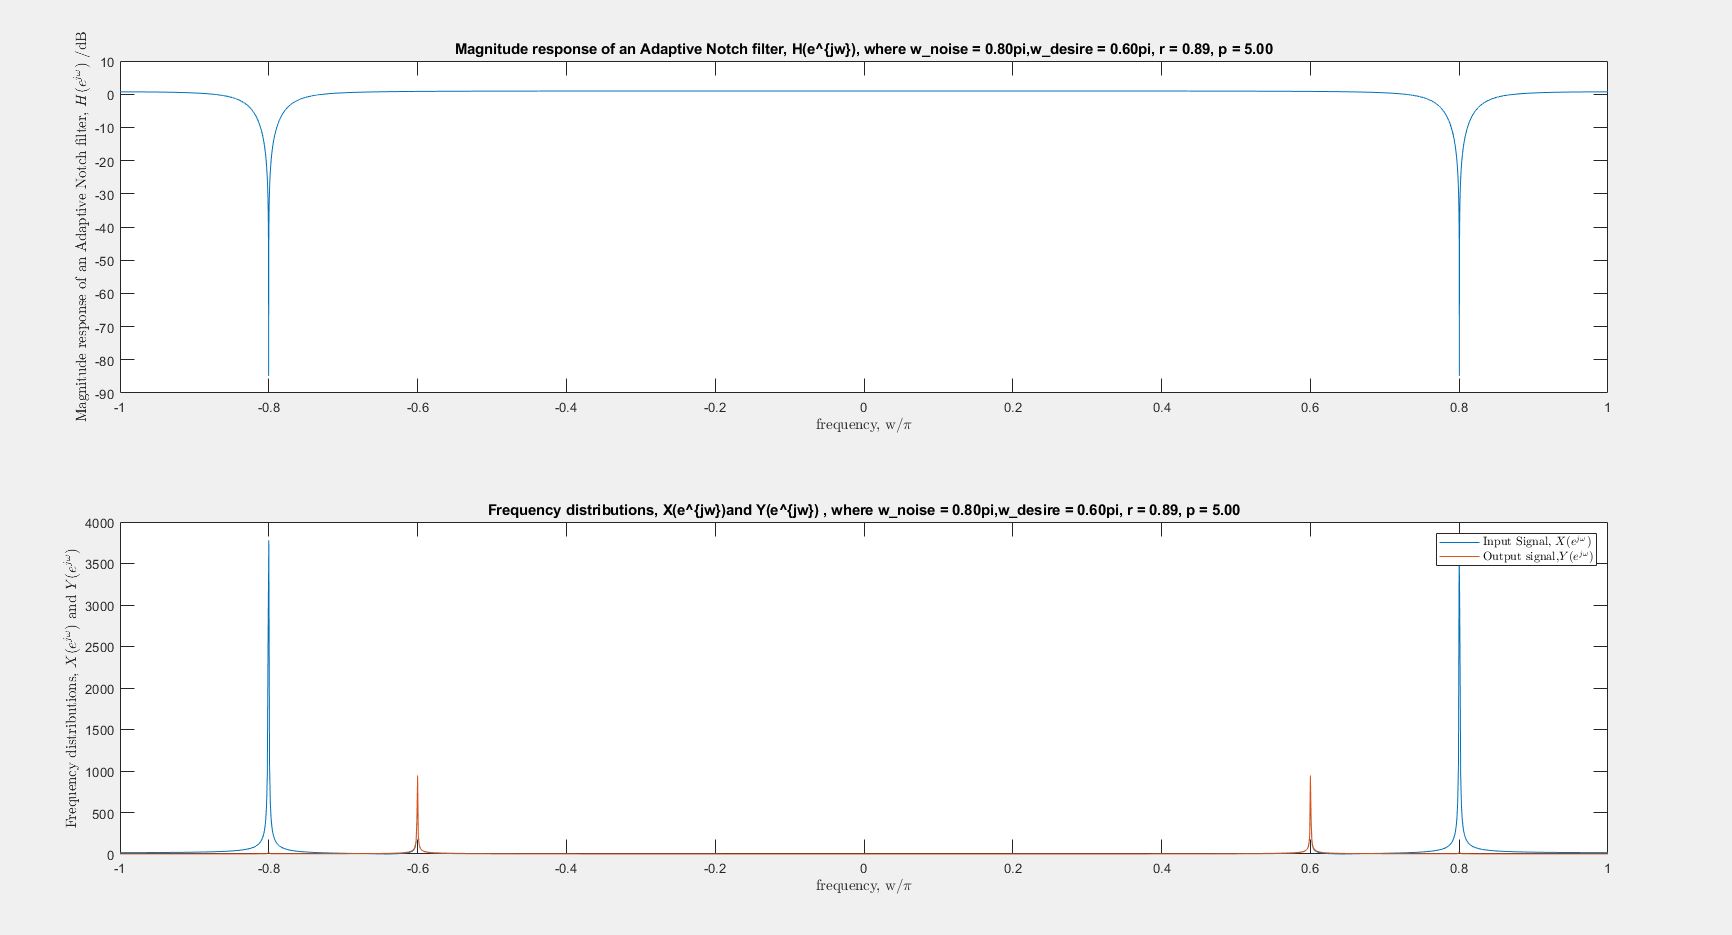 Magnitude response of an Adaptive Notch filter, H(e^{jw}), where w_noise = 0.80pi,w_desire = 0.60pi, r = 0.89, p = 5.00
Magnitude response of an Adaptive Notch filter, H(e^{jω}) /dB
10
0
-10
-20
-30
-40
-50
-60
-70
-80
-90
-1 -0.8 -0.6 -0.4 -0.2 0 0.2 0.4 0.6 0.8 1
frequency, w/π
Frequency distributions, X(e^{jw})and Y(e^{jw}) , where w_noise = 0.80pi,w_desire = 0.60pi, r = 0.89, p = 5.00
Frequency distributions, X(e^{jω}) and Y(e^{jω})
4000
3500
3000
2500
2000
1500
1000
500
0
Input Signal, X(e^{jω})
Output signal,Y(e^{jω})
-1 -0.8 -0.6 -0.4 -0.2 0 0.2 0.4 0.6 0.8 1
frequency, w/π